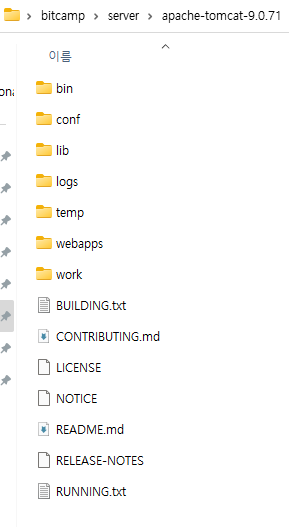 bitcamp > server > apache-tomcat-9.0.71
이름
bin
conf
lib
logs
temp
webapps
work
BUILDING.txt
CONTRIBUTING.md
LICENSE
NOTICE
README.md
RELEASE-NOTES
RUNNING.txt